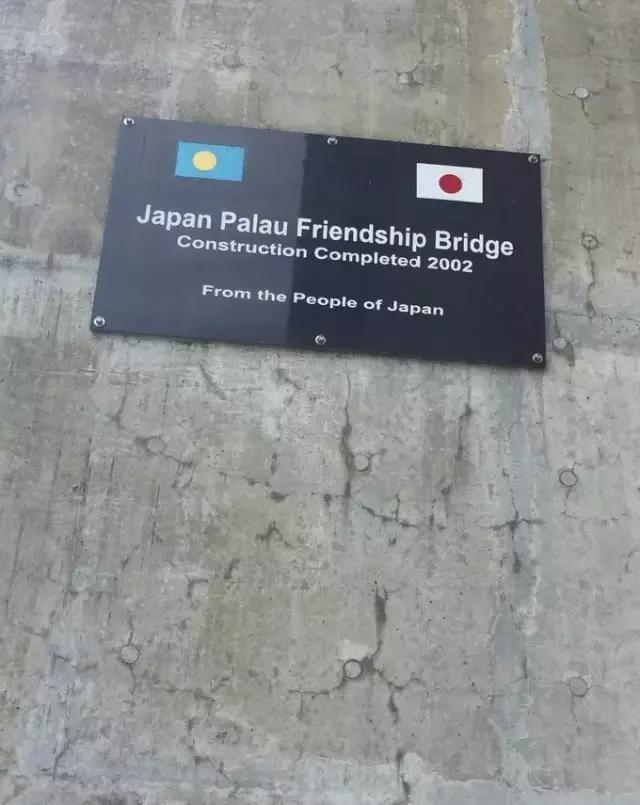 Japan Palau Friendship Bridge
Construction Completed 2002
From the People of Japan